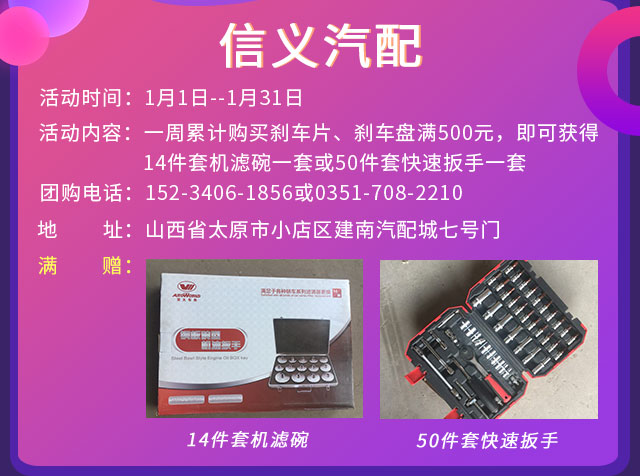 信义汽配
活动时间：1月1日--1月31日
活动内容：一周累计购买刹车片、刹车盘满500元，即可获得
14件套机滤碗一套或50件套快速扳手一套
团购电话：152-3406-1856或0351-708-2210
地 址：山西省太原市小店区建南汽配城七号门
满 赠：
Steel Bowl Style Engine Oil BOX key
14件套机滤碗
50件套快速扳手